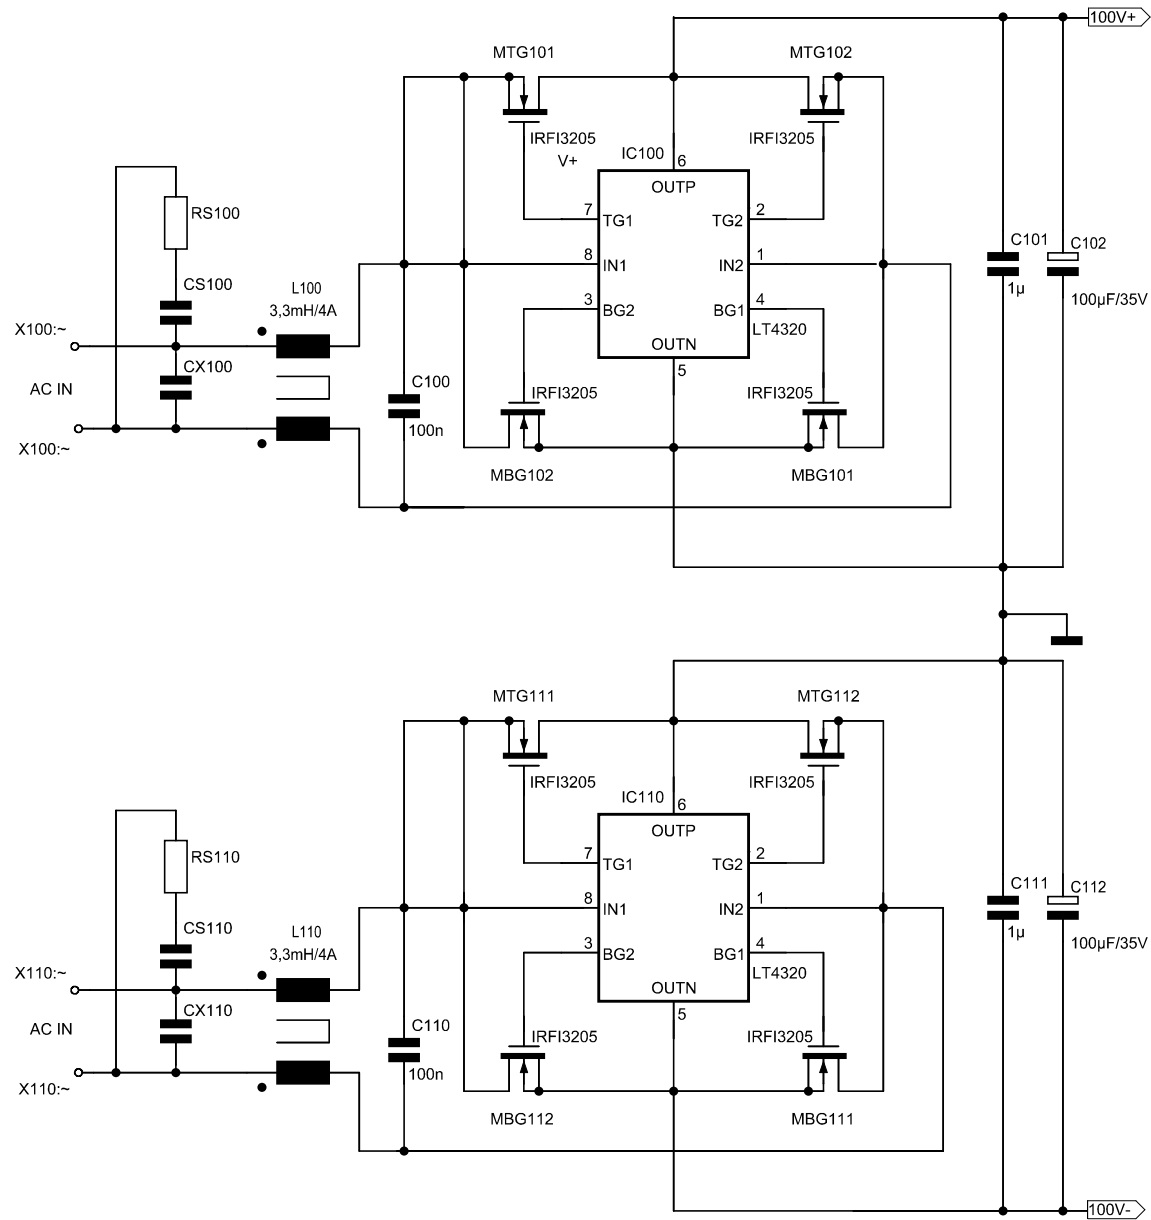 100V+
MTG101
MTG102
IRFI3205
V+
IRFI3205
IC100
6
OUTP
RS100
7
TG1
TG2
2
8
IN1
IN2
1
C101
C102
1µ
100µF/35V
CS100
L100
3,3mH/4A
3
BG2
BG1
4
LT4320
X100:~
OUTN
5
CX100
AC IN
C100
100n
IRFI3205
IRFI3205
X100:~
MBG102
MBG101
MTG111
MTG112
IRFI3205
IRFI3205
IC110
6
OUTP
RS110
7
TG1
TG2
2
8
IN1
IN2
1
C111
C112
1µ
100µF/35V
CS110
L110
3,3mH/4A
3
BG2
BG1
4
LT4320
X110:~
OUTN
5
CX110
AC IN
C110
100n
IRFI3205
IRFI3205
X110:~
MBG112
MBG111
100V-